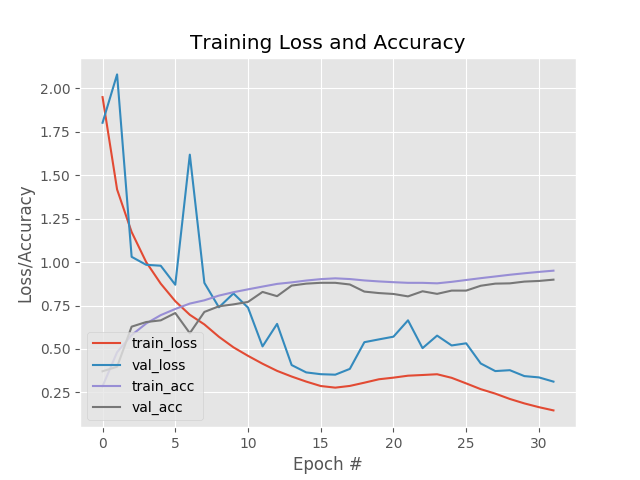 Training Loss and Accuracy
Loss/Accuracy
2.00
1.75
1.50
1.25
1.00
0.75
0.50
0.25
train_loss
val_loss
train_acc
val_acc
0 5 10 15 20 25 30
Epoch #